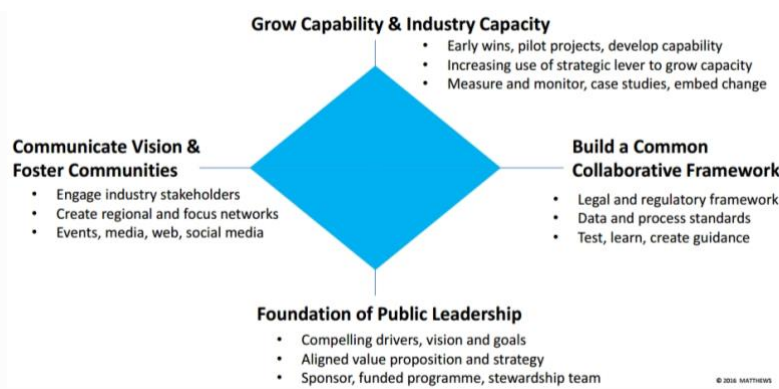 Grow Capability & Industry Capacity
• Early wins, pilot projects, develop capability
• Increasing use of strategic lever to grow capacity
• Measure and monitor, case studies, embed change
Communicate Vision &
Foster Communities
• Engage industry stakeholders
• Create regional and focus networks
• Events, media, web, social media
Build a Common
Collaborative Framework
• Legal and regulatory framework
• Data and process standards
• Test, learn, create guidance
Foundation of Public Leadership
• Compelling drivers, vision and goals
• Aligned value proposition and strategy
• Sponsor, funded programme, stewardship team
© 2016 MATTHEWS